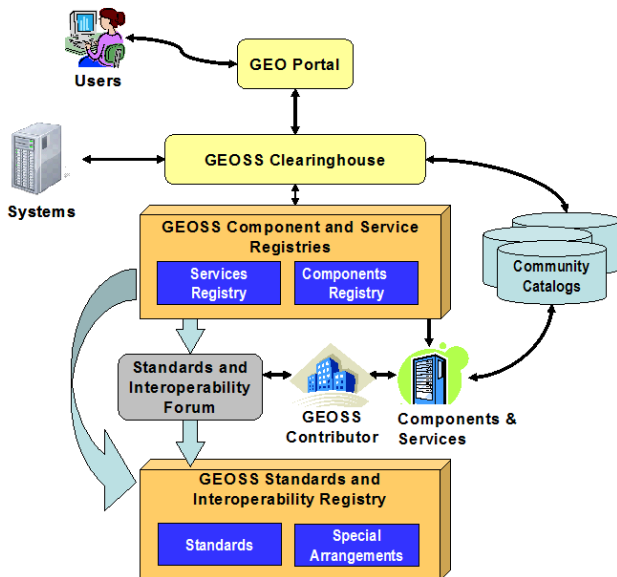 Users
GEO Portal
GEOSS Clearinghouse
Systems
GEOSS Component and Service
Registries
Services
Registry
Components
Registry
Community
Catalogs
Standards and
Interoperability
Forum
GEOSS
Contributor
Components &
Services
GEOSS Standards and
Interoperability Registry
Standards
Special
Arrangements